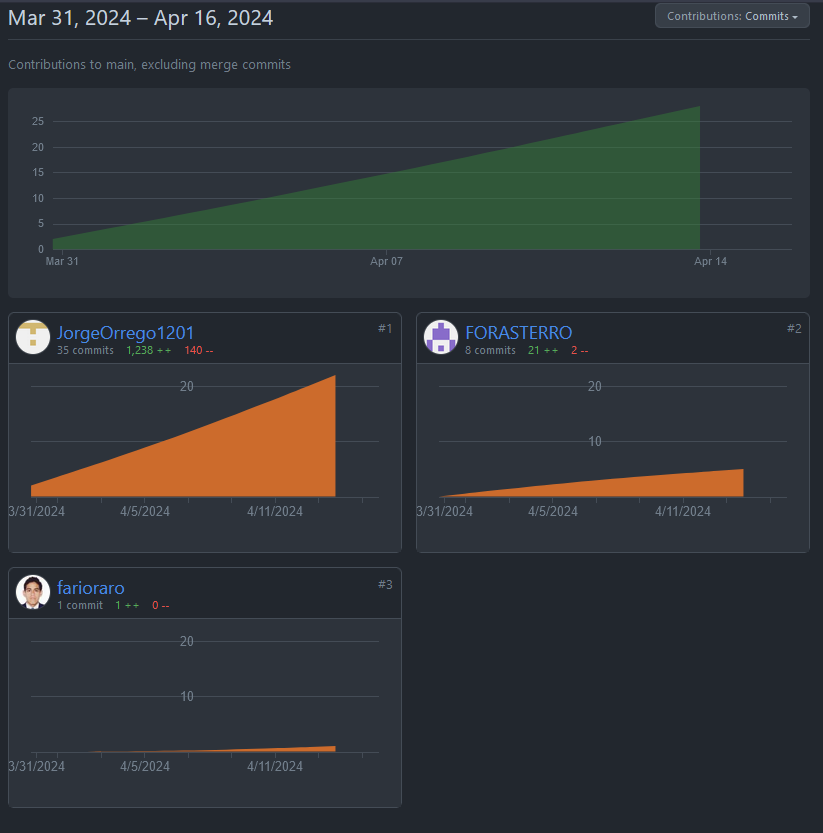 Mar 31, 2024 – Apr 16, 2024
Contributions: Commits
Contributions to main, excluding merge commits
25
20
15
10
5
0
Mar 31 Apr 07 Apr 14
JorgeOrrego1201 #1
35 commits 1,238 ++ 140 --
20
3/31/2024 4/5/2024 4/11/2024
FORASTERRO #2
8 commits 21 ++ 2 --
20
10
3/31/2024 4/5/2024 4/11/2024
farioraro #3
1 commit 1 ++ 0 --
20
10
3/31/2024 4/5/2024 4/11/2024